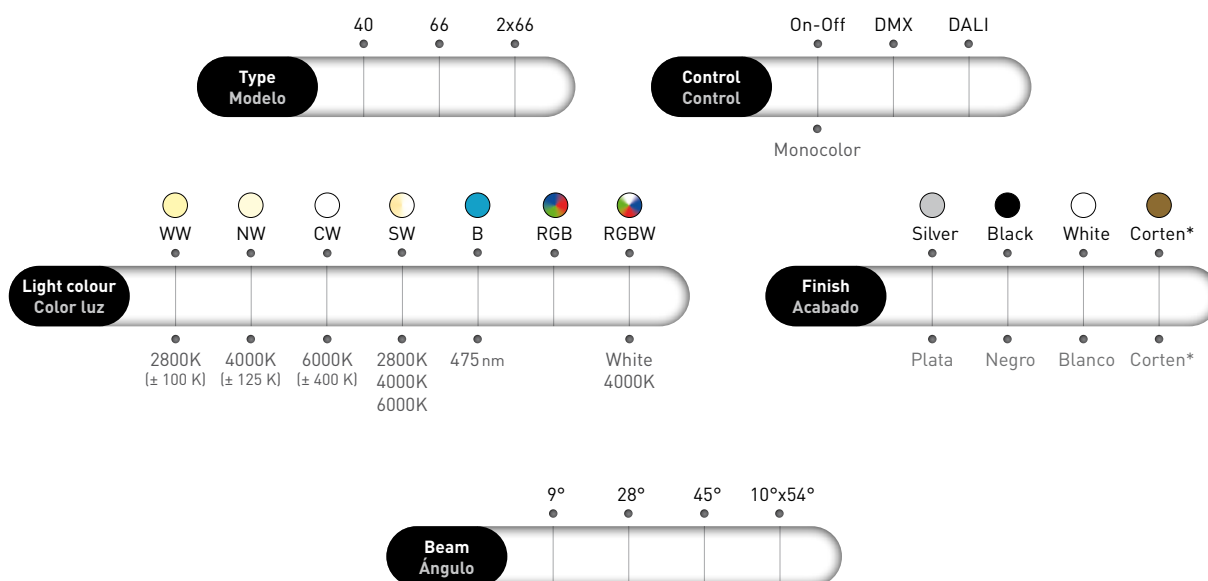 40 66 2x66
Type
Modelo
On-Off DMX DALI
Control
Control
Monocolor
WW NW CW SW B RGB RGBW
Light colour
Color luz
2800K 4000K 6000K 2800K 475 nm White
(± 100 K) (± 125 K) (± 400 K) 4000K 4000K
6000K
Silver Black White Corten*
Finish
Acabado
Plata Negro Blanco Corten*
9° 28° 45° 10°x54°
Beam
Ángulo